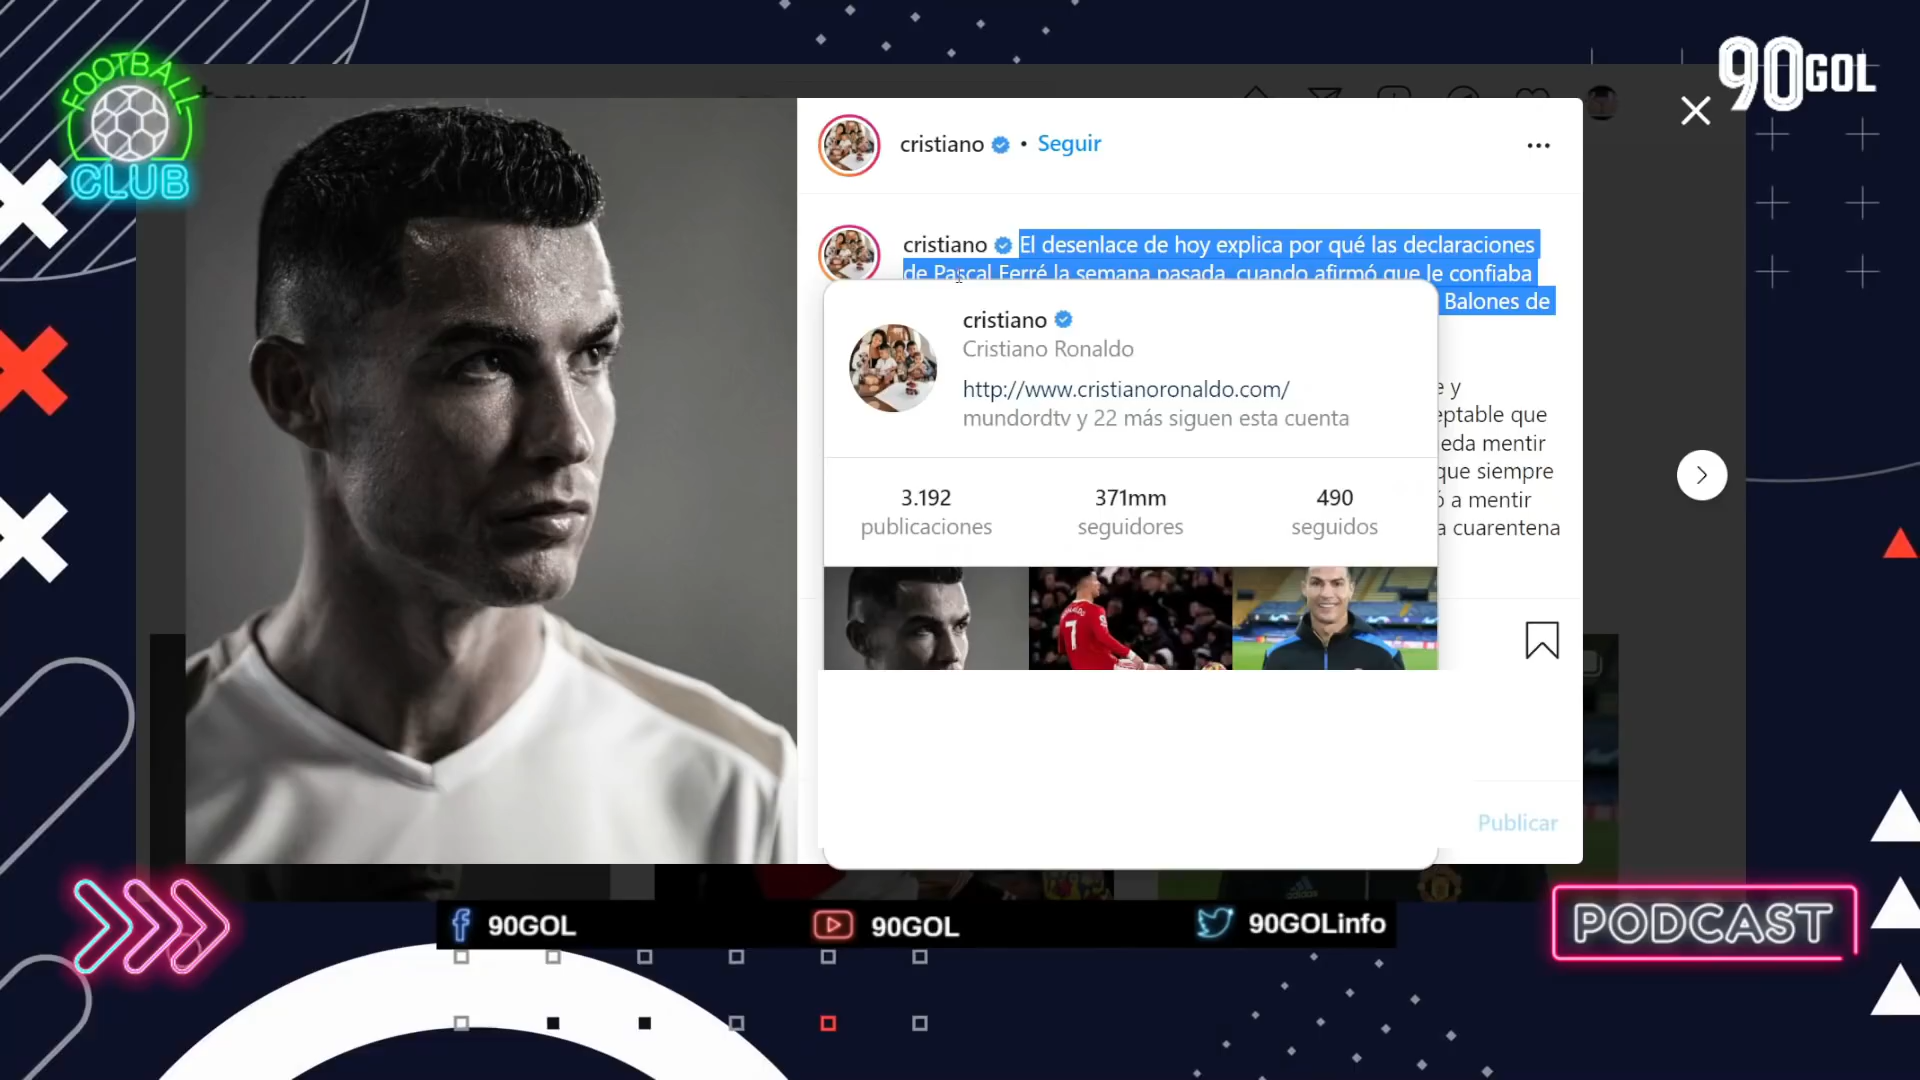 FOOTBALL
CLUB
90GOL
cristiano • Seguir
cristiano El desenlace de hoy explica por qué las declaraciones
de Pascal Ferré la semana pasada, cuando afirmó que le confiaba
Balones de
cristiano
Cristiano Ronaldo
http://www.cristianoronaldo.com/
mundordtv y 22 más siguen esta cuenta
e y
eptable que
eda mentir
que siempre
ó a mentir
a cuarentena
3.192 371mm 490
publicaciones seguidores seguidos
7
Publicar
90GOL 90GOL 90GOLinfo
PODCAST